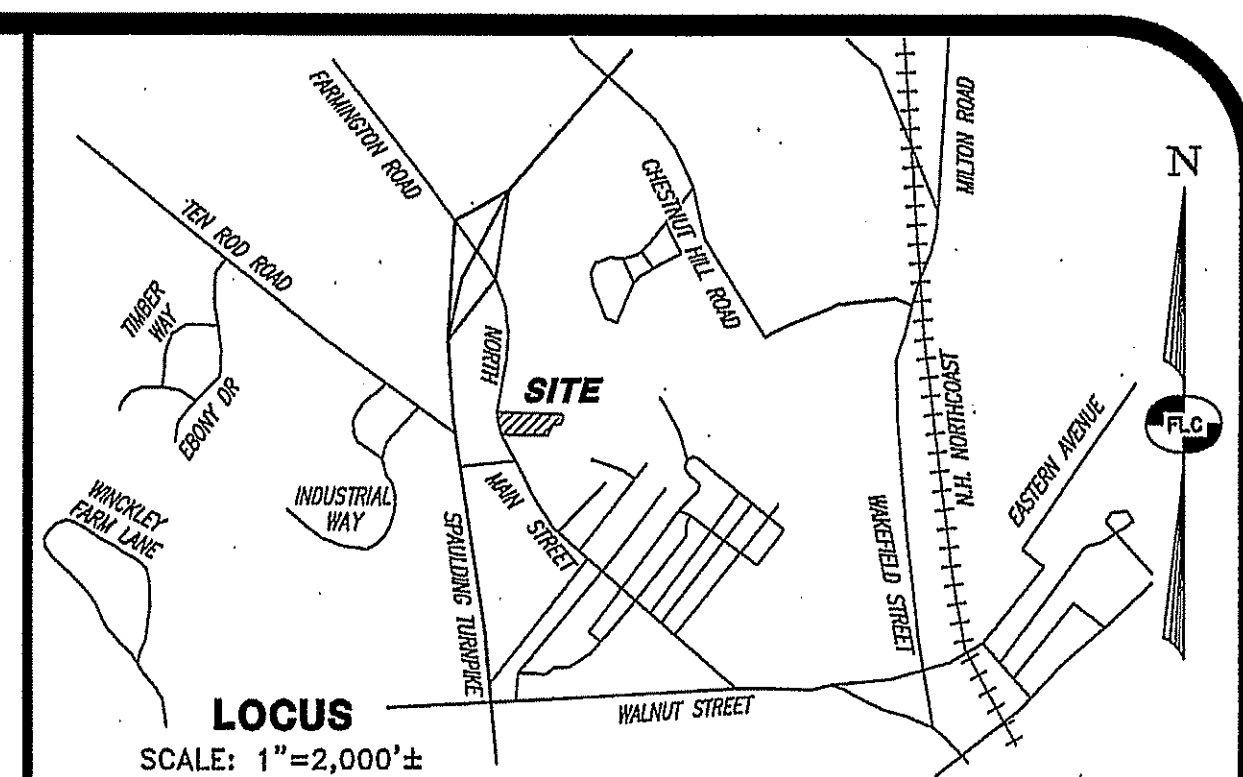 FARMINGTON ROAD
MILTON ROAD
N
CHESTNUT HILL ROAD
TEN ROD ROAD
TIMBER
WAY
NORTH
SITE
N.H. NORTHCOAST
FLC
EBONY DR
EASTERN AVENUE
WINCKLEY
FARM LANE
INDUSTRIAL
WAY
MAIN STREET
SPAULDING TURNPIKE
WAKEFIELD STREET
LOCUS
WALNUT STREET
SCALE: 1"=2,000'±